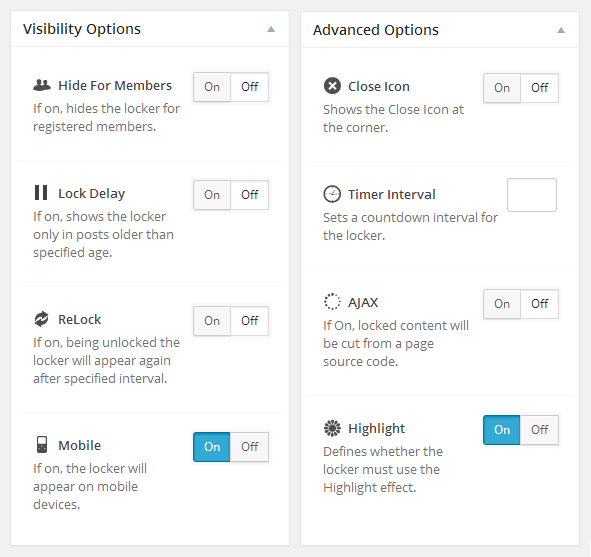 Visibility Options
Hide For Members
On Off
If on, hides the locker for
registered members.
Lock Delay
On Off
If on, shows the locker
only in posts older than
specified age.
ReLock
On Off
If on, being unlocked the
locker will appear again
after specified interval.
Mobile
On Off
If on, the locker will
appear on mobile
devices.
Advanced Options
Close Icon
On Off
Shows the Close Icon at
the corner.
Timer Interval
Sets a countdown interval for
the locker.
AJAX
On Off
If On, locked content will
be cut from a page
source code.
Highlight
On Off
Defines whether the
locker must use the
Highlight effect.